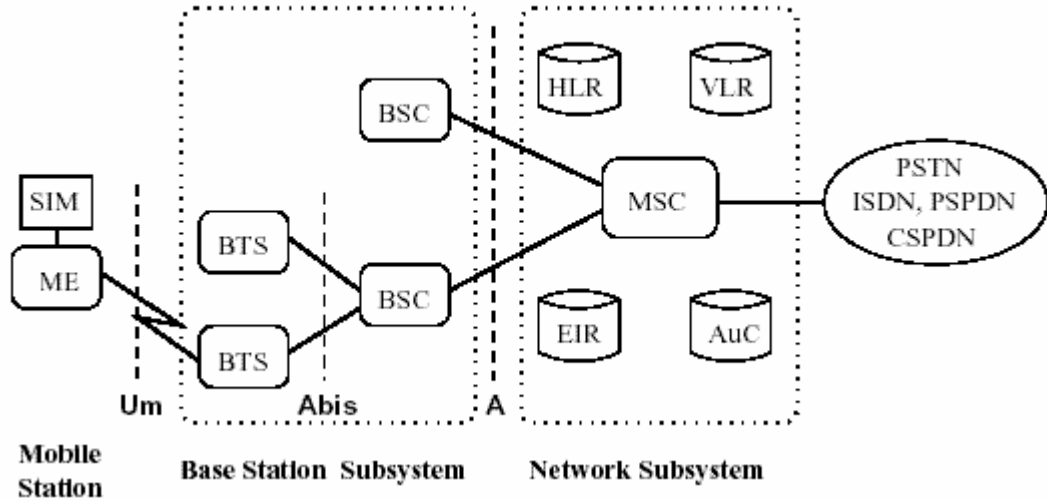 HLR
VLR
BSC
PSTN
ISDN, PSPDN
CSPDN
SIM
MSC
BTS
ME
BSC
BTS
EIR
AuC
Um
Abis
A
Mobile
Station
Base Station Subsystem
Network Subsystem